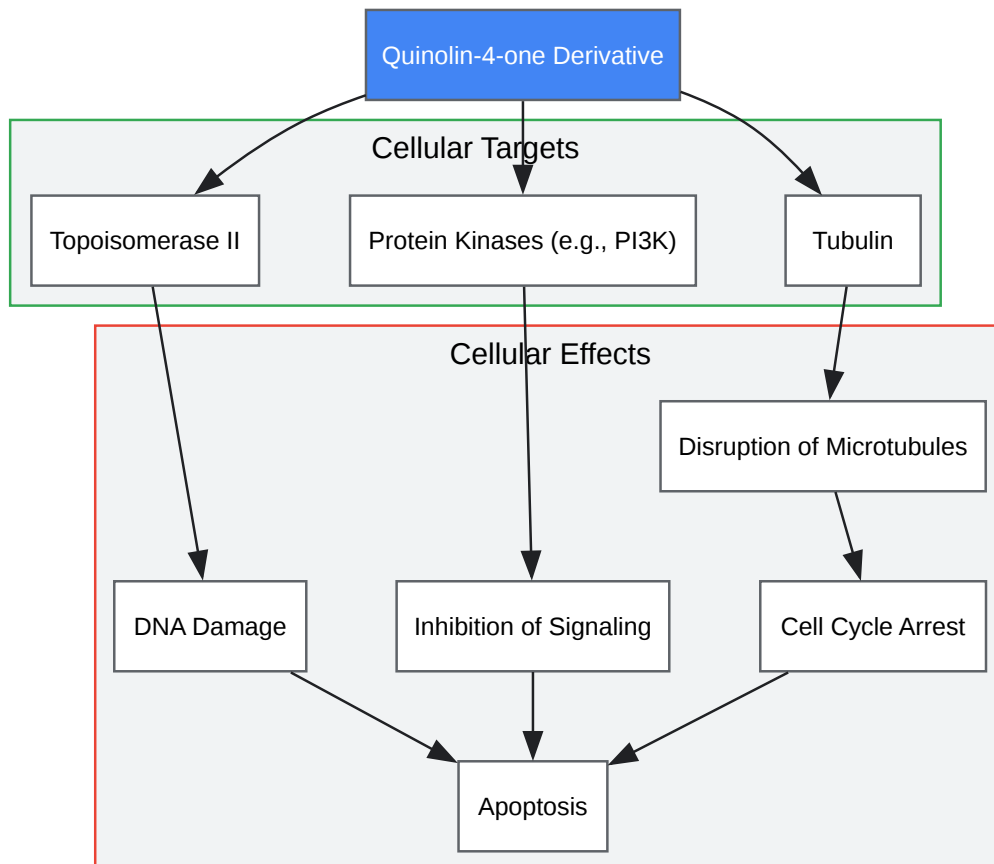 Quinolin-4-one Derivative
Cellular Targets
Topoisomerase II
Protein Kinases (e.g., PI3K)
Tubulin
Cellular Effects
Disruption of Microtubules
DNA Damage
Inhibition of Signaling
Cell Cycle Arrest
Apoptosis